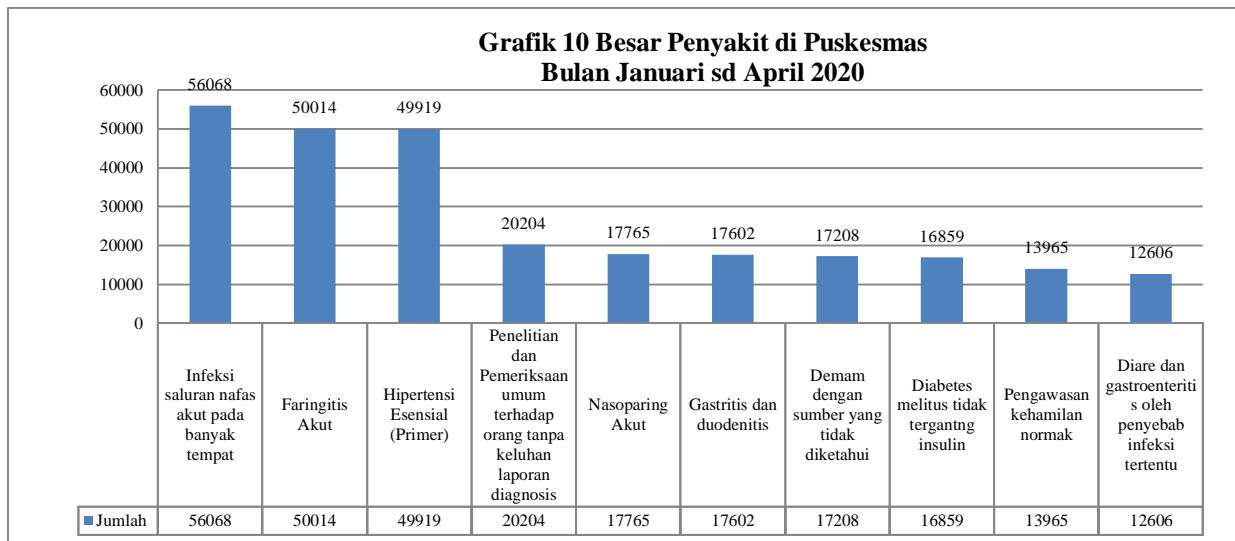 Grafik 10 Besar Penyakit di Puskesmas
Bulan Januari sd April 2020
60000
50000
40000
30000
20000
10000
0
56068
50014
49919
20204
17765
17602
17208
16859
13965
12606
Infeksi
saluran nafas
akut pada
banyak
tempat
Faringitis
Akut
Hipertensi
Esensial
(Primer)
Penelitian
dan
Pemeriksaan
umum
terhadap
orang tanpa
keluhan
laporan
diagnosis
Nasoparing
Akut
Gastritis dan
duodenitis
Demam
dengan
sumber yang
tidak
diketahui
Diabetes
melitus tidak
tergantng
insulin
Pengawasan
kehamilan
normak
Diare dan
gastroenteriti
s oleh
penyebab
infeksi
tertentu
Jumlah 56068 50014 49919 20204 17765 17602 17208 16859 13965 12606